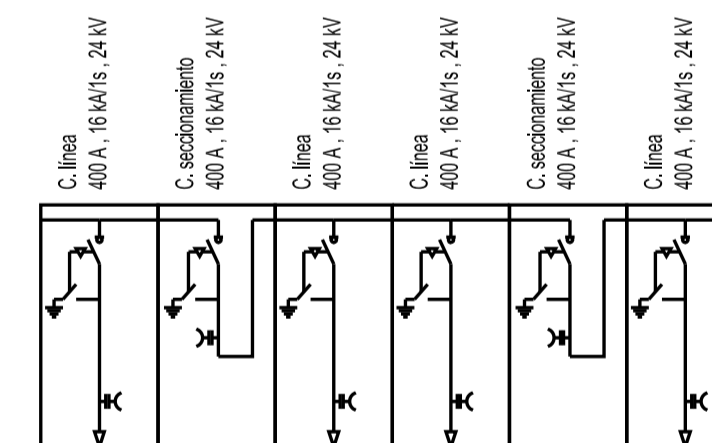 C. línea
400 A , 16 kA/1s , 24 kV
C. seccionamiento
400 A , 16 kA/1s , 24 kV
C. línea
400 A , 16 kA/1s , 24 kV
C. línea
400 A , 16 kA/1s , 24 kV
C. seccionamiento
400 A , 16 kA/1s , 24 kV
C. línea
400 A , 16 kA/1s , 24 kV